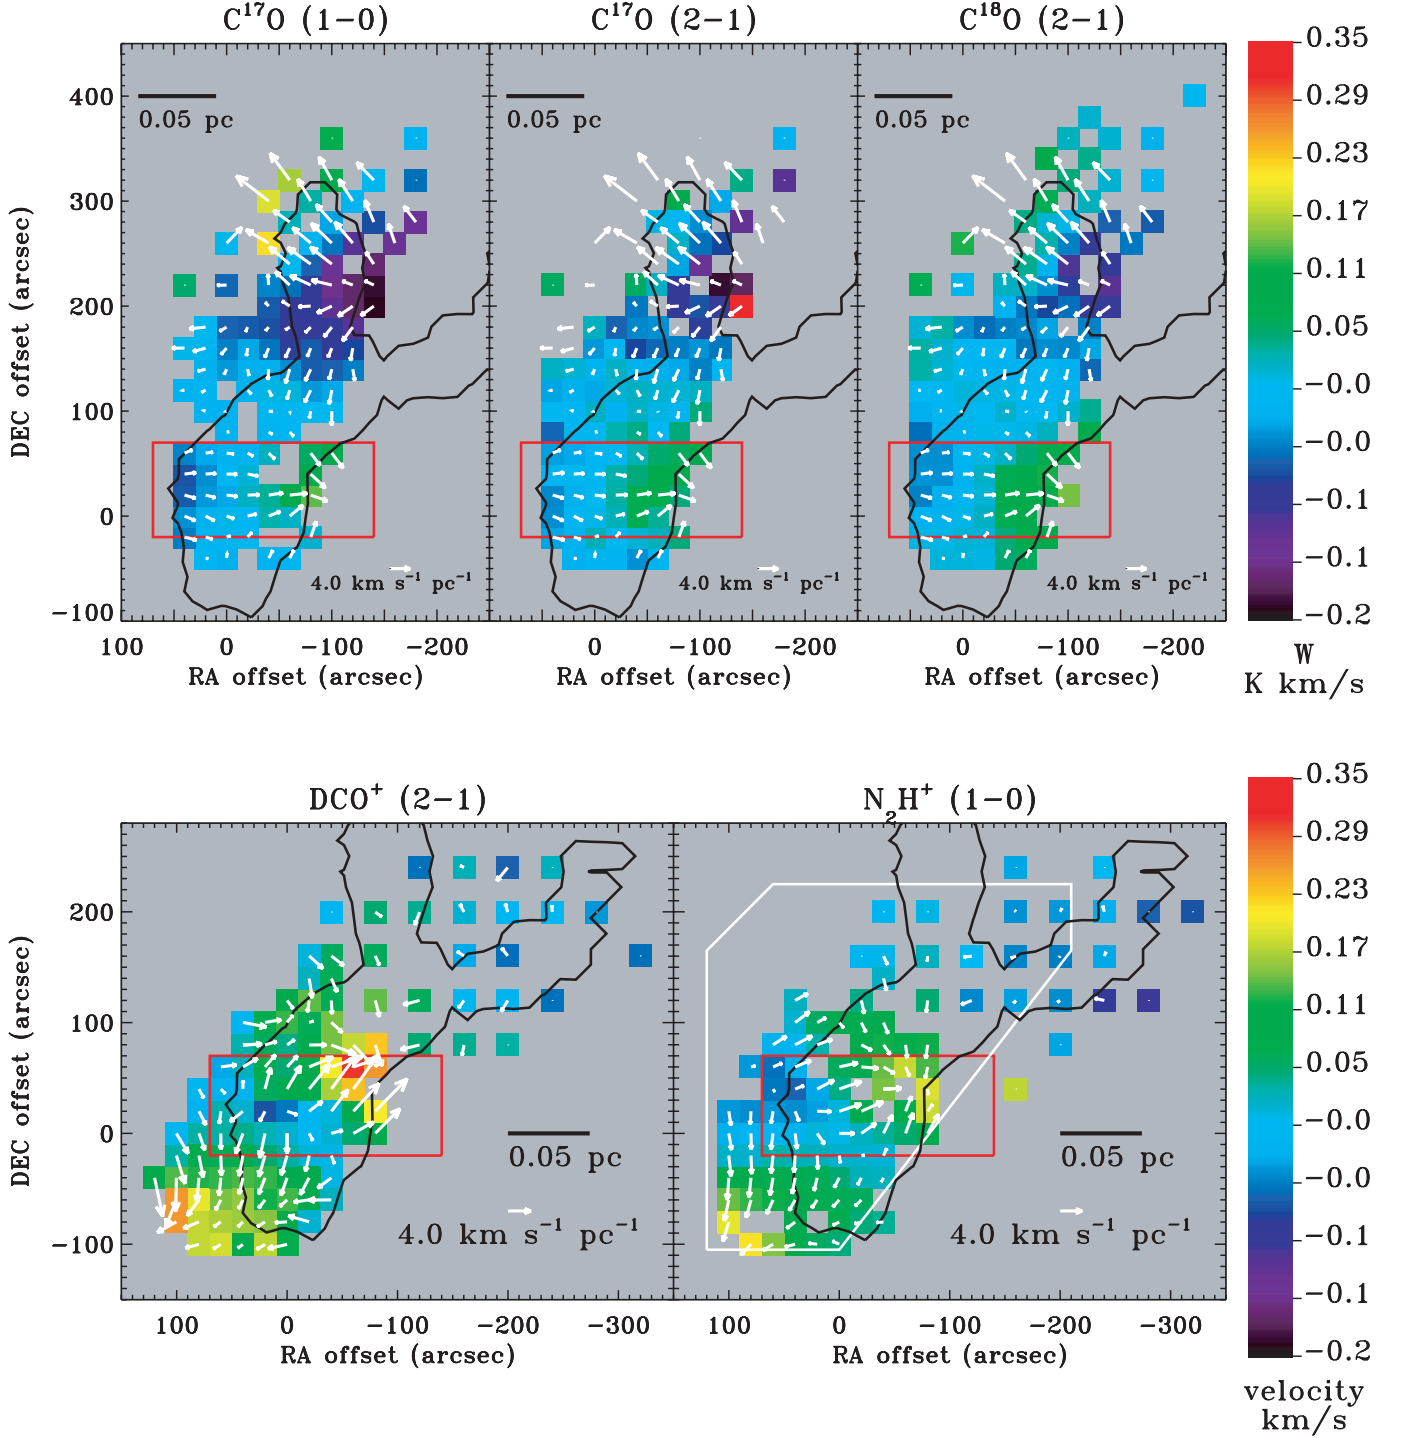 C¹⁷O (1−0) C¹⁷O (2−1) C¹⁸O (2−1)
0.05 pc 0.05 pc 0.05 pc
400
300
200
100
0
−100
DEC offset (arcsec)
4.0 km s⁻¹ pc⁻¹ 4.0 km s⁻¹ pc⁻¹ 4.0 km s⁻¹ pc⁻¹
100 0 −100 −200 0 −100 −200 0 −100 −200
RA offset (arcsec) RA offset (arcsec) RA offset (arcsec)
0.35
0.29
0.23
0.17
0.11
0.05
−0.0
−0.0
−0.1
−0.1
−0.2
W
K km/s
DCO⁺ (2−1) N₂H⁺ (1−0)
200
100
0
−100
DEC offset (arcsec)
0.05 pc 0.05 pc
4.0 km s⁻¹ pc⁻¹ 4.0 km s⁻¹ pc⁻¹
100 0 −100 −200 −300 100 0 −100 −200 −300
RA offset (arcsec) RA offset (arcsec)
0.35
0.29
0.23
0.17
0.11
0.05
0.0
−0.0
−0.1
−0.1
−0.2
velocity
km/s